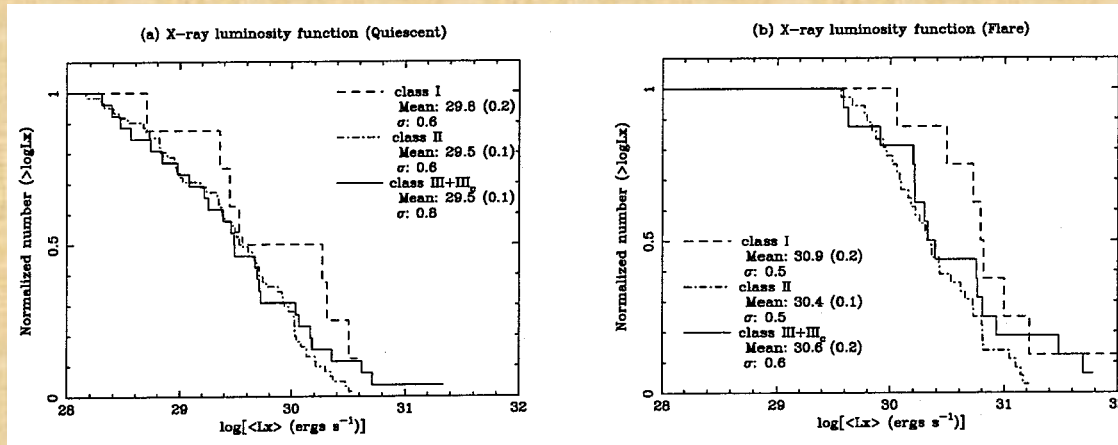 (a) X-ray luminosity function (Quiescent)
Normalized number (>logLx)
1
0.5
0
class I
Mean: 29.8 (0.2)
σ: 0.6
class II
Mean: 29.5 (0.1)
σ: 0.6
class III+IIIc
Mean: 29.5 (0.1)
σ: 0.8
28 29 30 31 32
log[<Lx> (ergs s⁻¹)
(b) X-ray luminosity function (Flare)
Normalized number (>logLx)
1
0.5
0
class I
Mean: 30.9 (0.2)
σ: 0.5
class II
Mean: 30.4 (0.1)
σ: 0.5
class III+IIIc
Mean: 30.6 (0.2)
σ: 0.6
28 29 30 31
log[<Lx> (ergs s⁻¹)